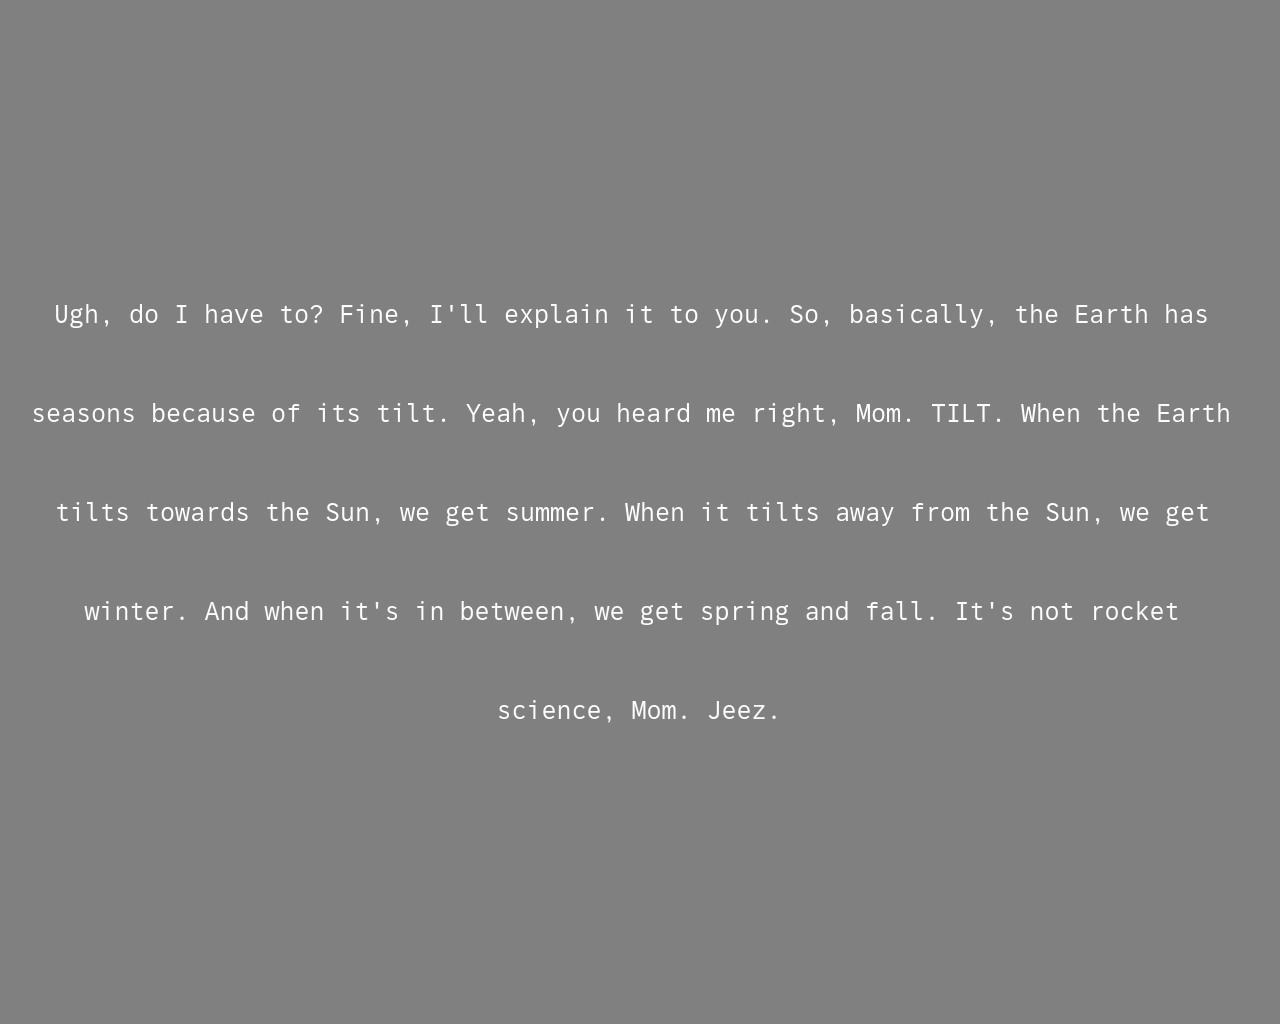 Ugh, do I have to? Fine, I'll explain it to you. So, basically, the Earth has
seasons because of its tilt. Yeah, you heard me right, Mom. TILT. When the Earth
tilts towards the Sun, we get summer. When it tilts away from the Sun, we get
winter. And when it's in between, we get spring and fall. It's not rocket
science, Mom. Jeez.